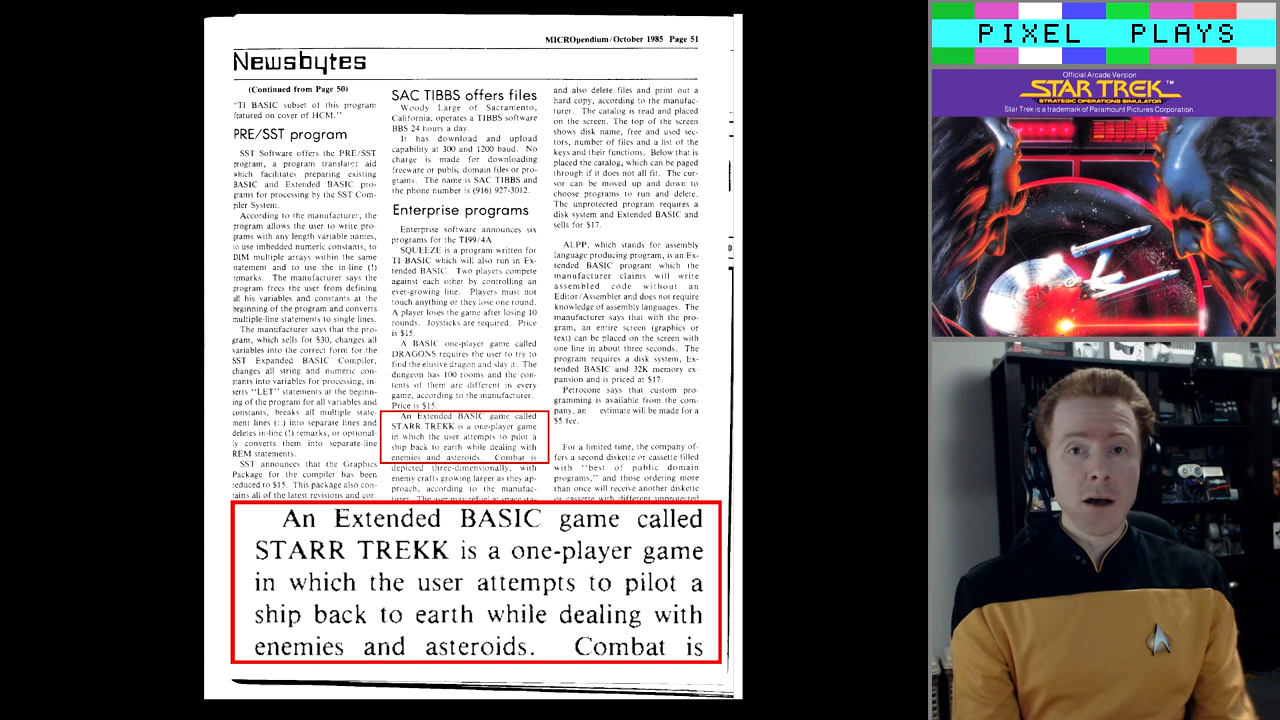 MICROpendium/October 1985 Page 51
Newsbytes
(Continued from Page 50)
"TI BASIC subset of this program
featured on cover of HCM."
PRE/SST program
SST Software offers the PRE/SST
program, a program translator aid
which facilitates preparing existing
BASIC and Extended BASIC pro-
grams for processing by the SST Com-
piler System.
According to the manufacturer, the
program allows the user to write pro-
grams with any length variable names,
to use imbedded numeric constants, to
DIM multiple arrays within the same
statement and to use the in-line (!)
remarks. The manufacturer says the
program frees the user from defining
all his variables and constants at the
beginning of the program and converts
multiple-line statements to single lines.
The manufacturer says that the pro-
gram, which sells for $30, changes all
variables into the correct form for the
SST Expanded BASIC Compiler,
changes all string and numeric con-
stants into variables for processing, in-
serts "LET" statements at the beginn-
ing of the program for all variables and
constants, breaks all multiple state-
ment lines (::) into separate lines and
deletes in-line (!) remarks, or optional-
ly converts them into separate-line
REM statements.
SST announces that the Graphics
Package for the compiler has been
reduced to $15. This package also con-
tains all of the latest revisions and cor-
SAC TIBBS offers files
Woody Large of Sacramento,
California, operates a TIBBS software
BBS 24 hours a day.
It has download and upload
capability at 300 and 1200 baud. No
charge is made for downloading
freeware or public domain files or pro-
grams. The name is SAC TIBBS and
the phone number is (916) 927-3012.
Enterprise programs
Enterprise software announces six
programs for the TI99/4A
SQUEEZE is a program written for
TI BASIC which will also run in Ex-
tended BASIC. Two players compete
against each other by controlling an
ever-growing line. Players must not
touch anything or they lose one round.
A player loses the game after losing 10
rounds. Joysticks are required. Price
is $15.
A BASIC one-player game called
DRAGONS requires the user to try to
find the elusive dragon and slay it. The
dungeon has 100 rooms and the con-
tents of them are different in every
game, according to the manufacturer.
Price is $15.
An Extended BASIC game called
STARR TREKK is a one-player game
in which the user attempts to pilot a
ship back to earth while dealing with
enemies and asteroids. Combat is
depicted three-dimensionally, with
enemy crafts growing larger as they ap-
proach, according to the manufac-
turer. The user may refuel at space sta-
and also delete files and print out a
hard copy, according to the manufac-
turer. The catalog is read and placed
on the screen. The top of the screen
shows disk name, free and used sec-
tors, number of files and a list of the
keys and their functions. Below that is
placed the catalog, which can be paged
through if it does not all fit. The cur-
sor can be moved up and down to
choose programs to run and delete.
The unprotected program requires a
disk system and Extended BASIC and
sells for $17.
ALPP, which stands for assembly
language producing program, is an Ex-
tended BASIC program which the
manufacturer claims will write
assembled code without an
Editor/Assembler and does not require
knowledge of assembly languages. The
manufacturer says that with the pro-
gram, an entire screen (graphics or
text) can be placed on the screen with
one line in about three seconds. The
program requires a disk system, Ex-
tended BASIC and 32K memory ex-
pansion and is priced at $17.
Petrocone says that custom pro-
gramming is available from the com-
pany, an estimate will be made for a
$5 fee.
For a limited time, the company of-
fers a second diskette or cassette filled
with "best of public domain
programs," and those ordering more
than once will receive another diskette
or cassette with different unprotected
An Extended BASIC game called
STARR TREKK is a one-player game
in which the user attempts to pilot a
ship back to earth while dealing with
enemies and asteroids. Combat is
PIXEL PLAYS
Official Arcade Version
STAR TREK™
STRATEGIC OPERATIONS SIMULATOR
Star Trek is a trademark of Paramount Pictures Corporation.